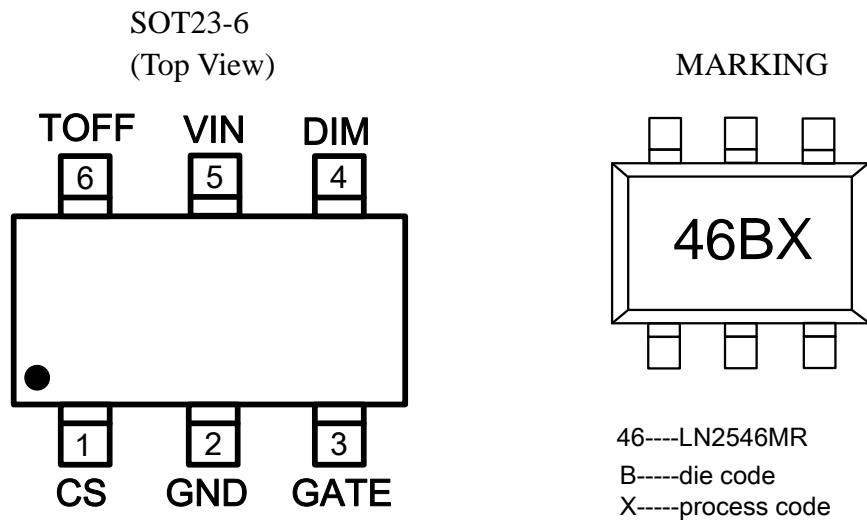 SOT23-6
(Top View)
TOFF VIN DIM
6 5 4
1 2 3
CS GND GATE
MARKING
46BX
46----LN2546MR
B-----die code
X-----process code